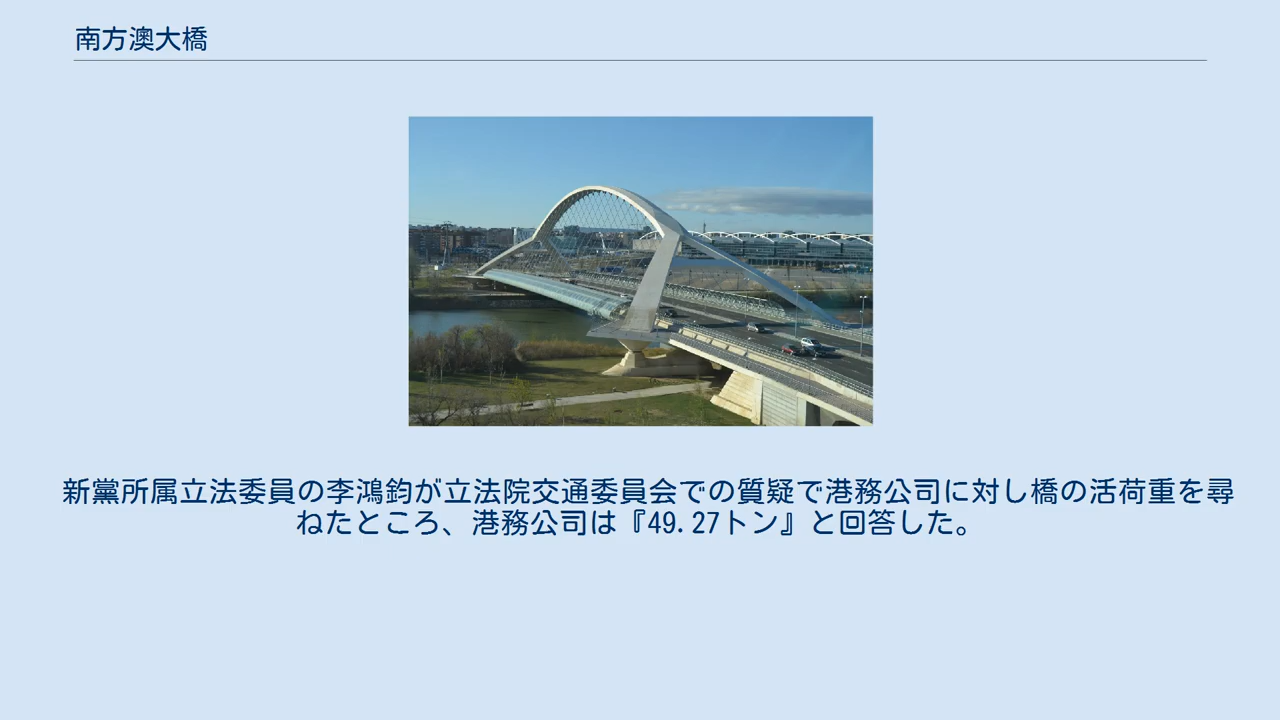 南方澳大橋
新黨所属立法委員の李鴻鈞が立法院交通委員会での質疑で港務公司に対し橋の活荷重を尋
ねたところ、港務公司は『49.27トン』と回答した。